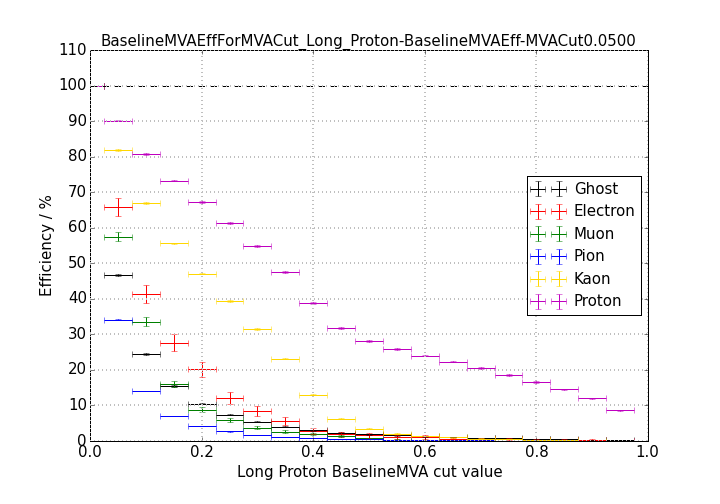 BaselineMVAEffForMVACut_Long_Proton-BaselineMVAEff-MVACut0.0500
110
100
90
80
70
60
50
40
30
20
10
0
Efficiency / %
Ghost
Electron
Muon
Pion
Kaon
Proton
0.0 0.2 0.4 0.6 0.8 1.0
Long Proton BaselineMVA cut value